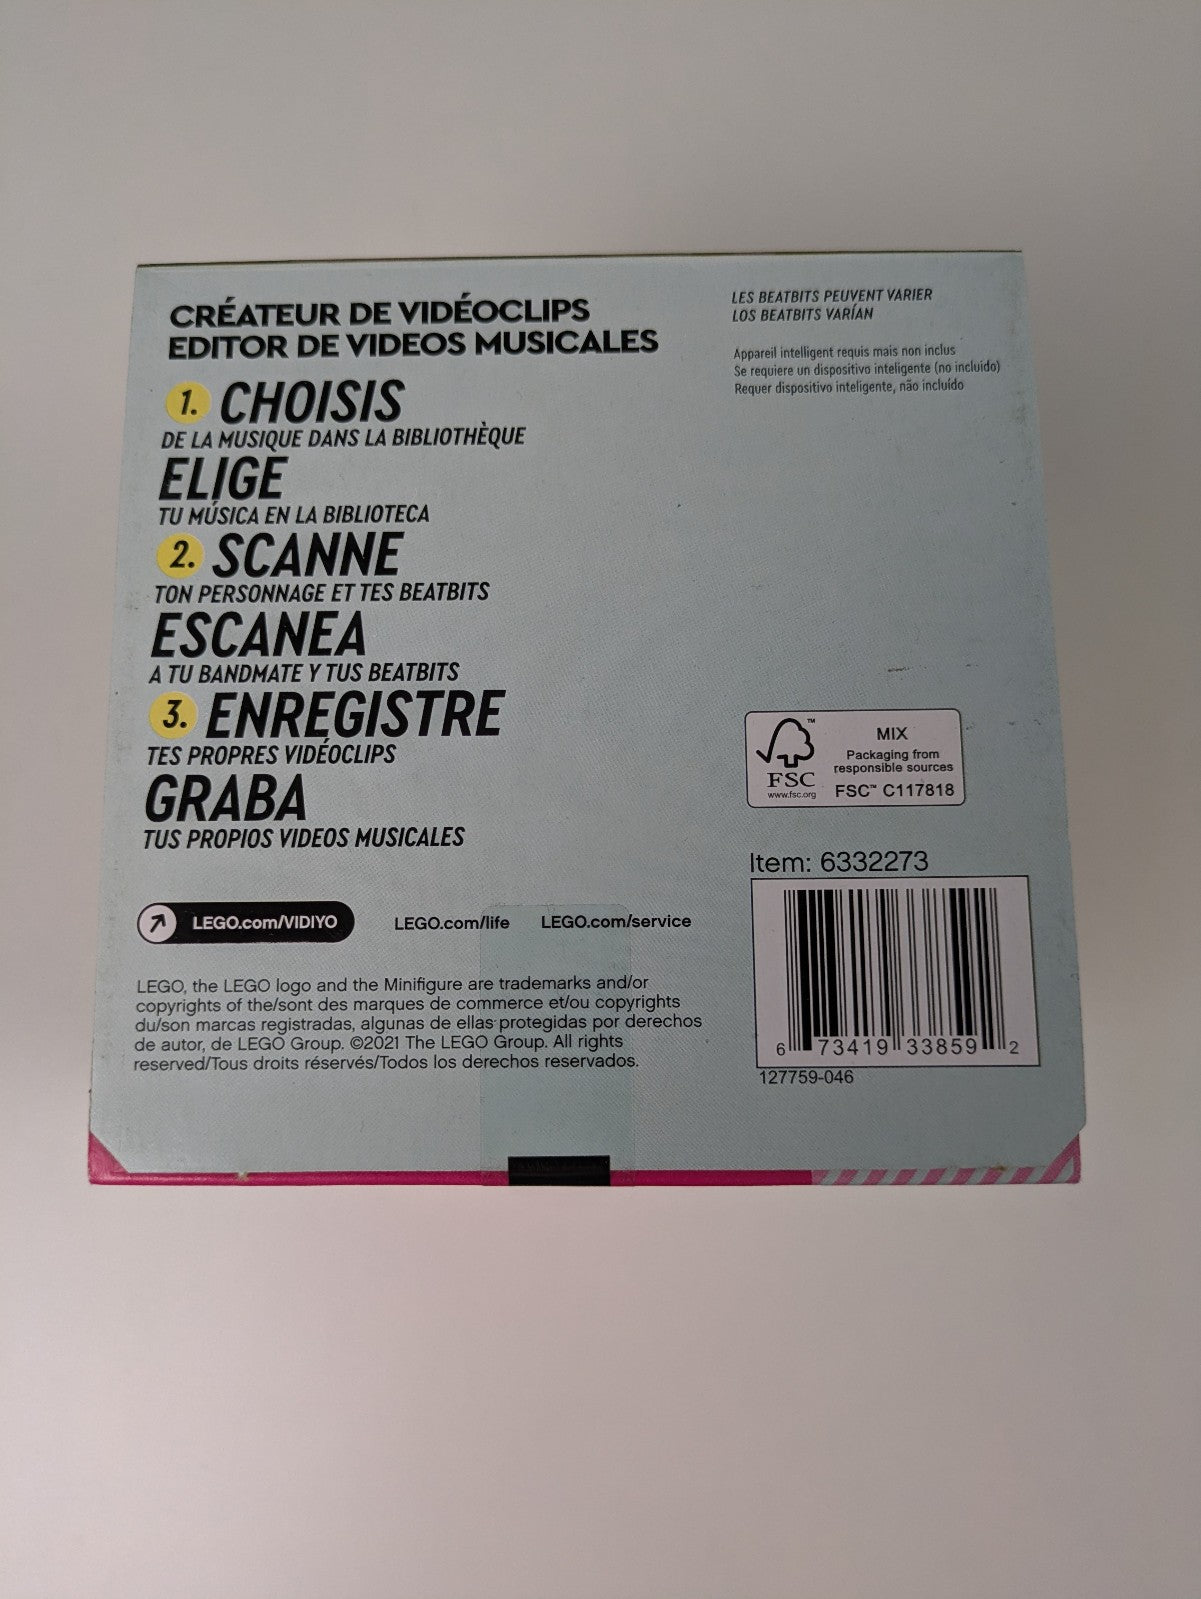 CRÉATEUR DE VIDÉOCLIPS
EDITOR DE VIDEOS MUSICALES
1. CHOISIS
DE LA MUSIQUE DANS LA BIBLIOTHÈQUE
ELIGE
TU MÚSICA EN LA BIBLIOTECA
2. SCANNE
TON PERSONNAGE ET TES BEATBITS
ESCANEA
A TU BANDMATE Y TUS BEATBITS
3. ENREGISTRE
TES PROPRES VIDÉOCLIPS
GRABA
TUS PROPIOS VIDEOS MUSICALES
LEGO.com/VIDIYO LEGO.com/life LEGO.com/service
LEGO, the LEGO logo and the Minifigure are trademarks and/or
copyrights of the/sont des marques de commerce et/ou copyrights
du/son marcas registradas, algunas de ellas protegidas por derechos
de autor, de LEGO Group. ©2021 The LEGO Group. All rights
reserved/Tous droits réservés/Todos los derechos reservados.
LES BEATBITS PEUVENT VARIER
LOS BEATBITS VARÍAN
Appareil intelligent requis mais non inclus
Se requiere un dispositivo inteligente (no incluido)
Requer dispositivo inteligente, não incluído
FSC
www.fsc.org
MIX
Packaging from
responsible sources
FSC™ C117818
Item: 6332273
6 73419 33859 2
127759-046